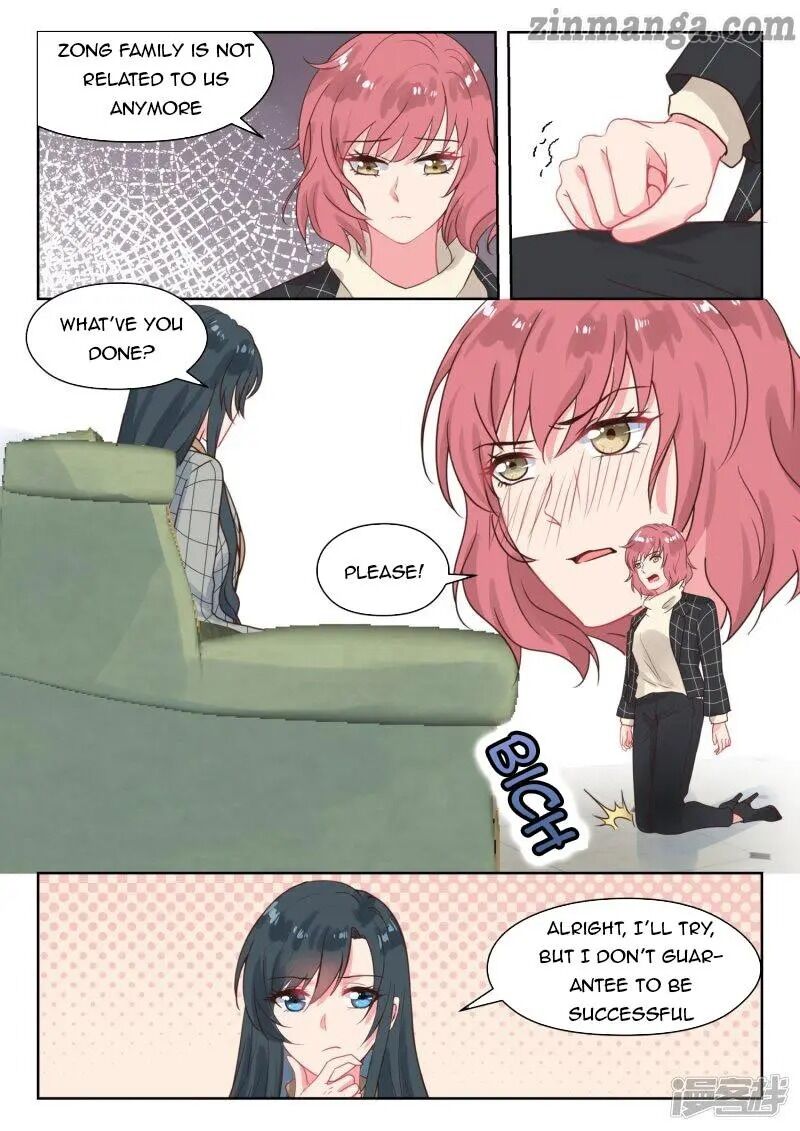 zinmanga.com
ZONG FAMILY IS NOT
RELATED TO US
ANYMORE
WHAT'VE YOU
DONE?
PLEASE!
BICH
ALRIGHT, I'LL TRY,
BUT I DON'T GUAR-
ANTEE TO BE
SUCCESSFUL
漫客栈